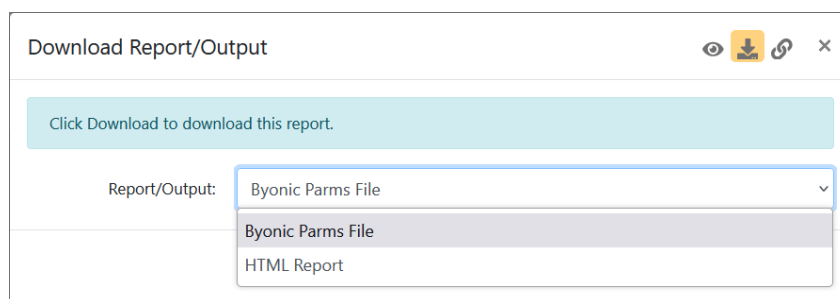 Download Report/Output
Click Download to download this report.
Report/Output: Byonic Parms File
Byonic Parms File
HTML Report